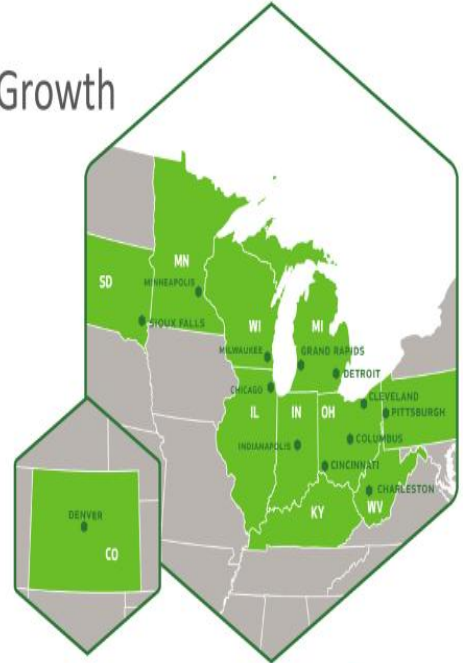 Growth
MN
MINNEAPOLIS
SD
SIOUX FALLS
WI
MI
MILWAUKEE
GRAND RAPIDS
DETROIT
CHICAGO
CLEVELAND
IL
IN
OH
PITTSBURGH
COLUMBUS
INDIANAPOLIS
CINCINNATI
CHARLESTON
WV
KY
DENVER
CO